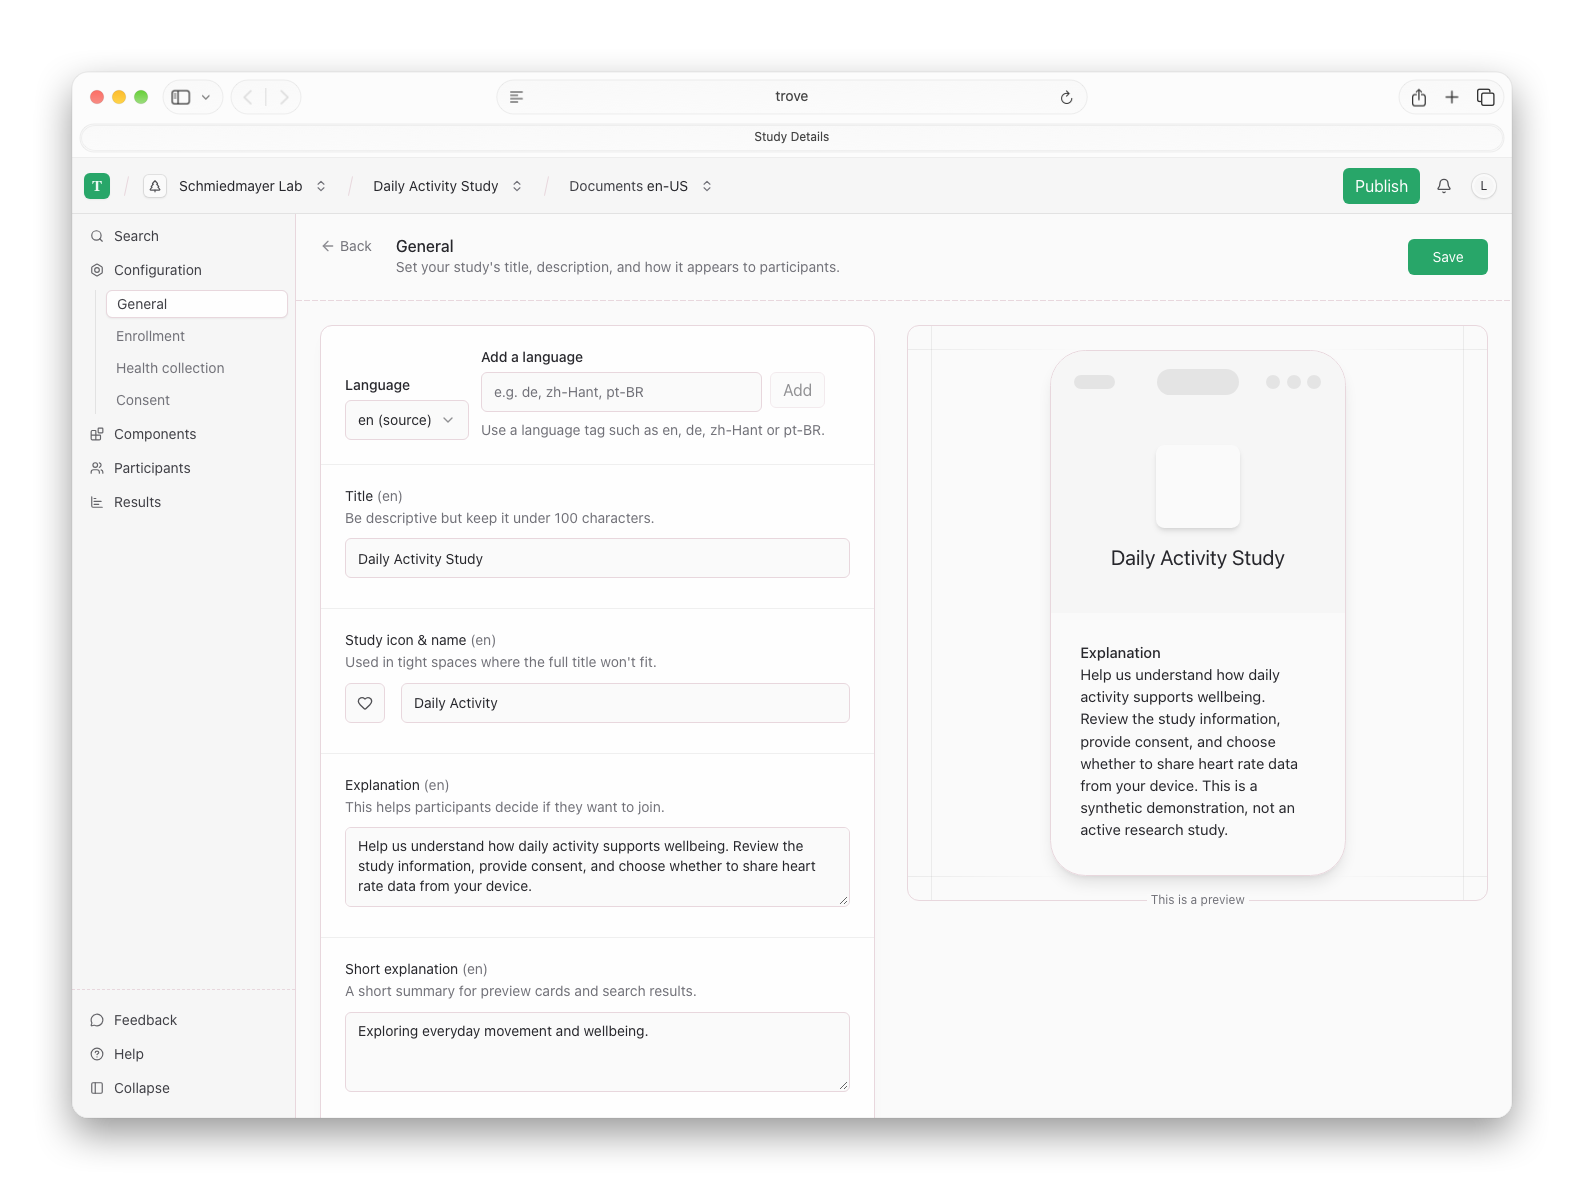 trove
Study Details
T
Schmiedmayer Lab
Daily Activity Study
Documents en-US
Publish
L
Search
Configuration
General
Enrollment
Health collection
Consent
Components
Participants
Results
Feedback
Help
Collapse
Back
General
Set your study's title, description, and how it appears to participants.
Save
Language
en (source)
Add a language
e.g. de, zh-Hant, pt-BR
Add
Use a language tag such as en, de, zh-Hant or pt-BR.
Title (en)
Be descriptive but keep it under 100 characters.
Daily Activity Study
Study icon & name (en)
Used in tight spaces where the full title won't fit.
Daily Activity
Explanation (en)
This helps participants decide if they want to join.
Help us understand how daily activity supports wellbeing. Review the
study information, provide consent, and choose whether to share heart
rate data from your device.
Short explanation (en)
A short summary for preview cards and search results.
Exploring everyday movement and wellbeing.
Daily Activity Study
Explanation
Help us understand how daily
activity supports wellbeing.
Review the study information,
provide consent, and choose
whether to share heart rate data
from your device. This is a
synthetic demonstration, not an
active research study.
This is a preview